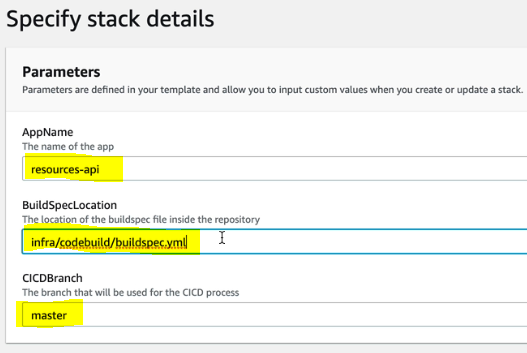 Specify stack details
Parameters
Parameters are defined in your template and allow you to input custom values when you create or update a stack.
AppName
The name of the app
resources-api
BuildSpecLocation
The location of the buildspec file inside the repository
infra/codebuild/buildspec.yml
CICDBranch
The branch that will be used for the CICD process
master